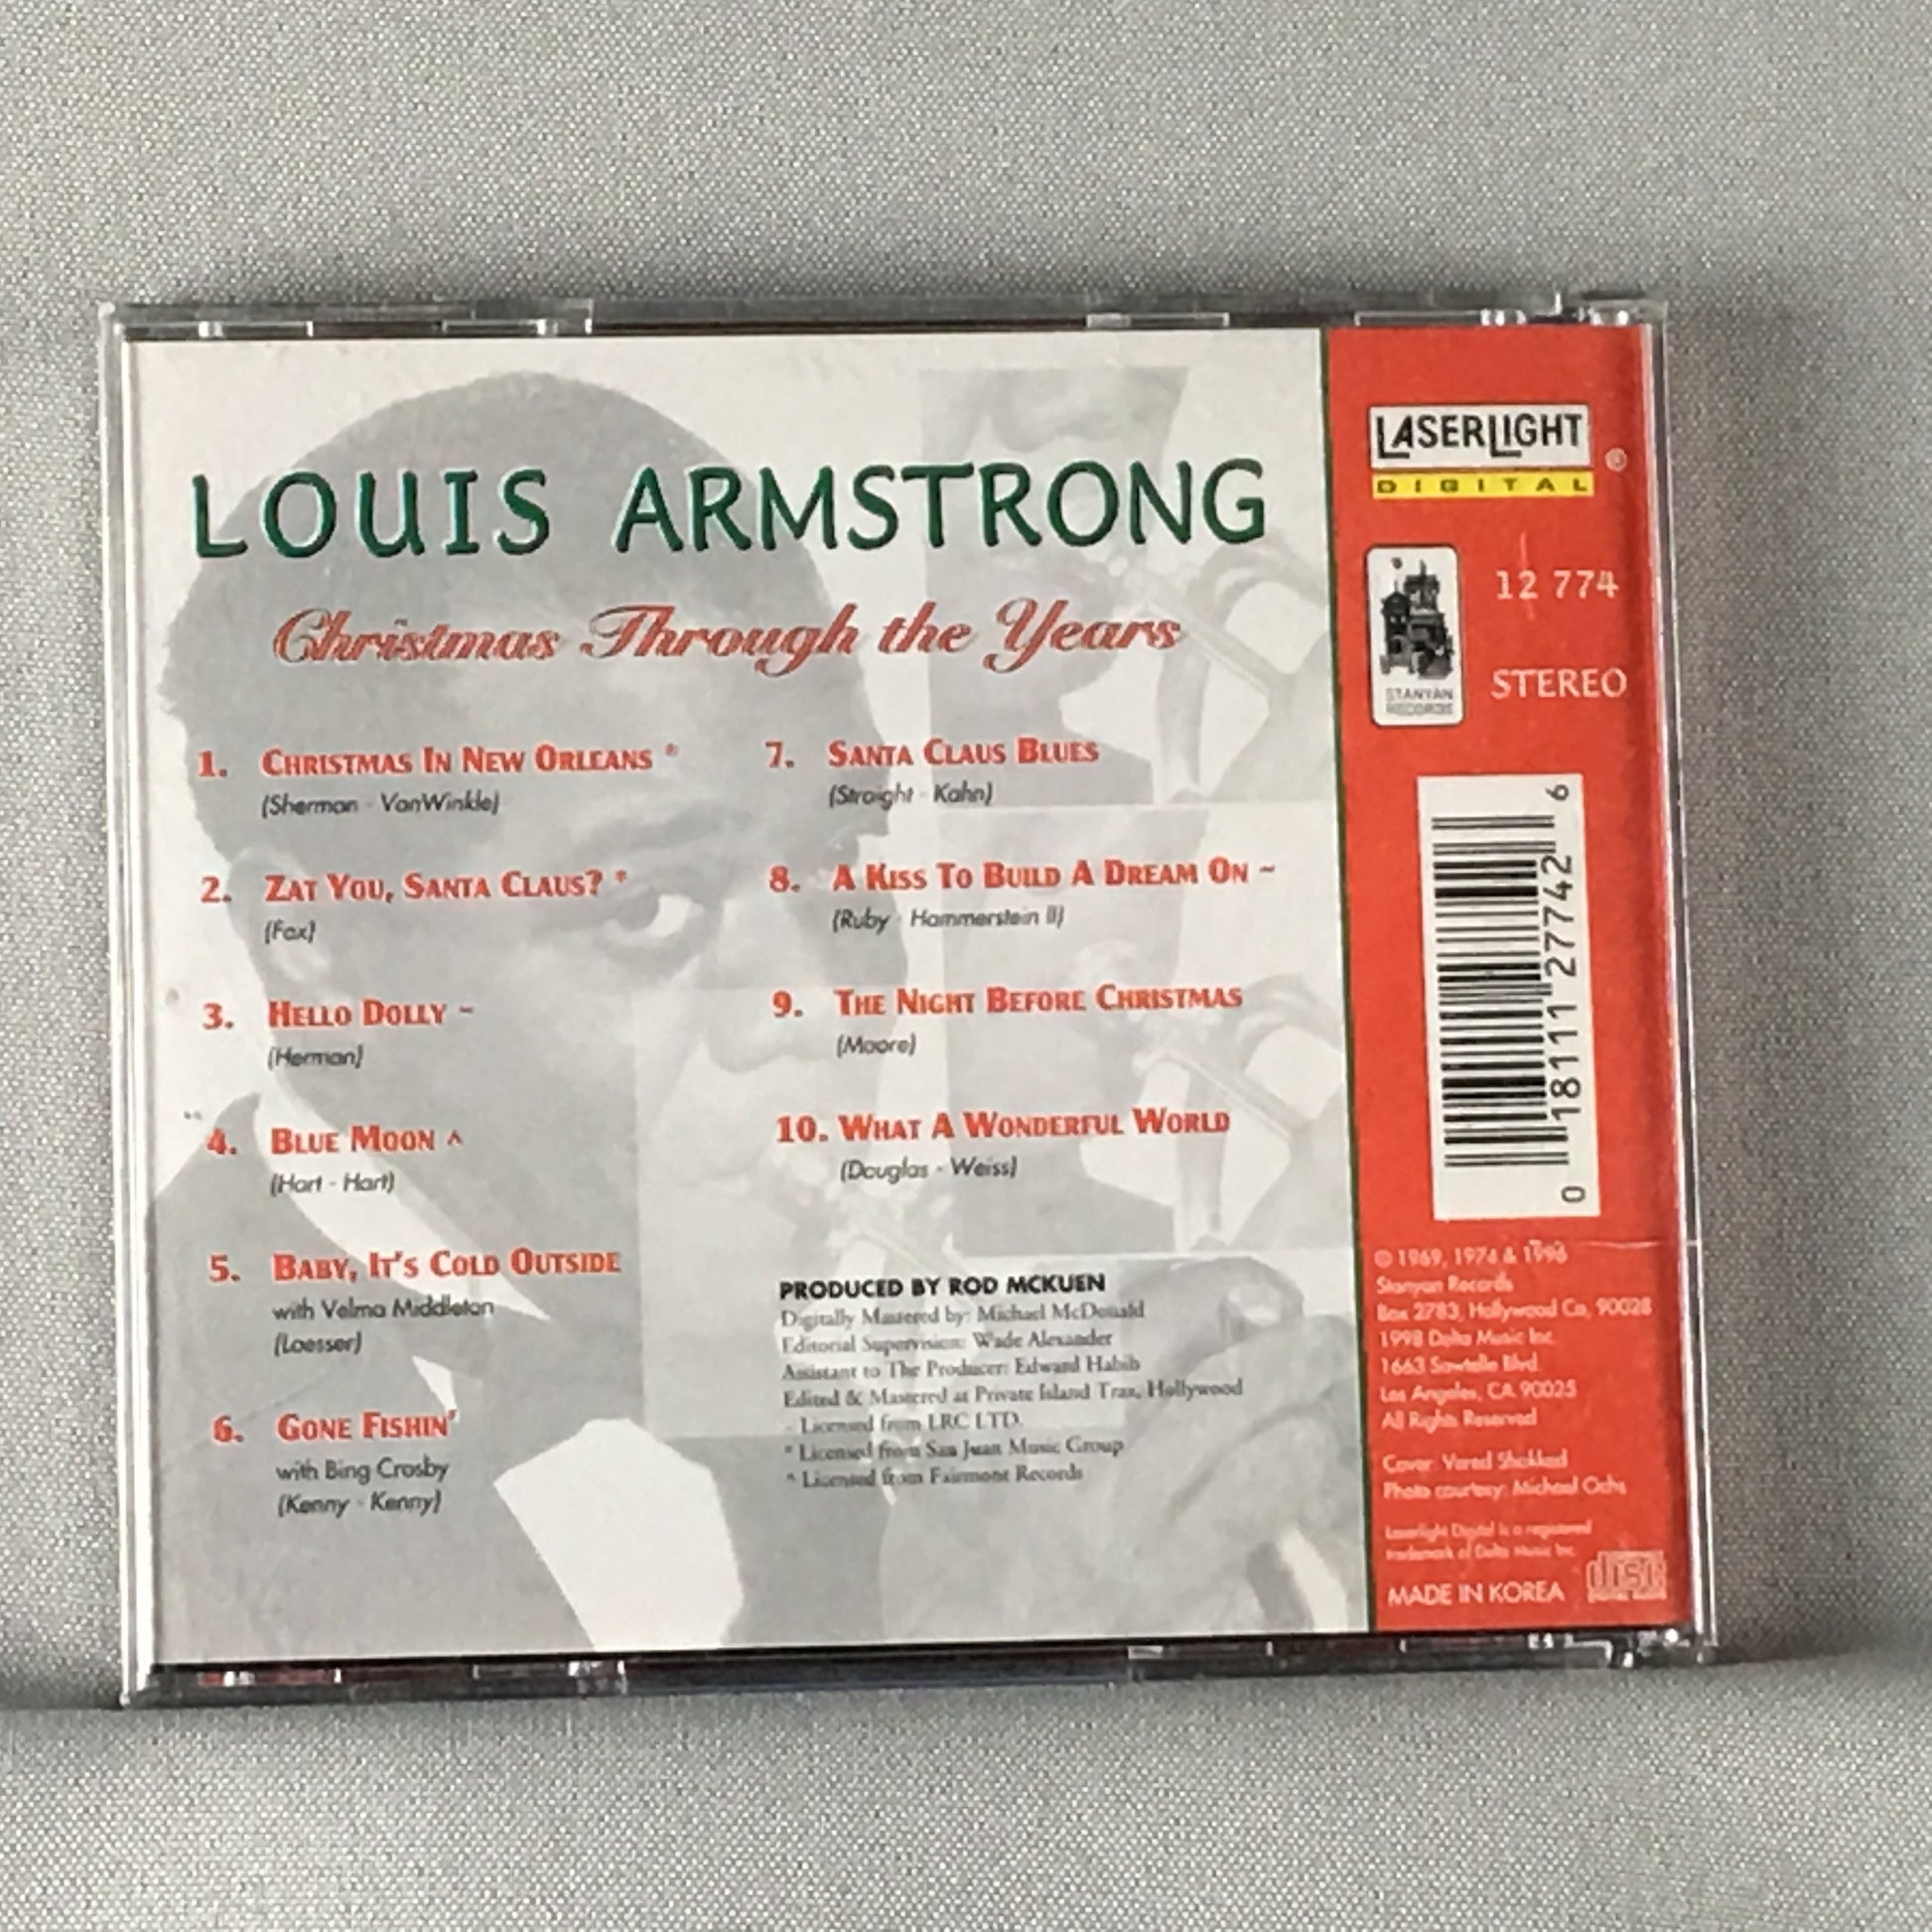 LOUIS ARMSTRONG
Christmas Through the Years
1. CHRISTMAS IN NEW ORLEANS *
(Sherman - VanWinkle)
2. ZAT YOU, SANTA CLAUS? *
(Fox)
3. HELLO DOLLY ~
(Herman)
4. BLUE MOON ^
(Hart - Hart)
5. BABY, IT'S COLD OUTSIDE
with Velma Middleton
(Loesser)
6. GONE FISHIN'
with Bing Crosby
(Kenny - Kenny)
7. SANTA CLAUS BLUES
(Straight - Kahn)
8. A KISS TO BUILD A DREAM ON ~
(Ruby - Hammerstein II)
9. THE NIGHT BEFORE CHRISTMAS
(Moore)
10. WHAT A WONDERFUL WORLD
(Douglas - Weiss)
PRODUCED BY ROD MCKUEN
Digitally Mastered by: Michael McDonald
Editorial Supervision: Wade Alexander
Assistant to The Producer: Edward Habib
Edited & Mastered at Private Island Trax, Hollywood
~ Licensed from LRC LTD.
* Licensed from San Juan Music Group
^ Licensed from Fairmont Records
LASERLIGHT
DIGITAL ®
12 774
STEREO
STANYAN
RECORDS
0 18111 27742 6
© 1969, 1974 &
Stanyan Records
Box 2783, Hollywood Ca, 90028
1998 Delta Music Inc.
1663 Sawtelle Blvd.
Los Angeles, CA 90025
All Rights Reserved
Cover: Vered
Photo courtesy: Michael Ochs
Laserlight Digital is a registered
trademark of Delta Music Inc.
MADE IN KOREA
disc